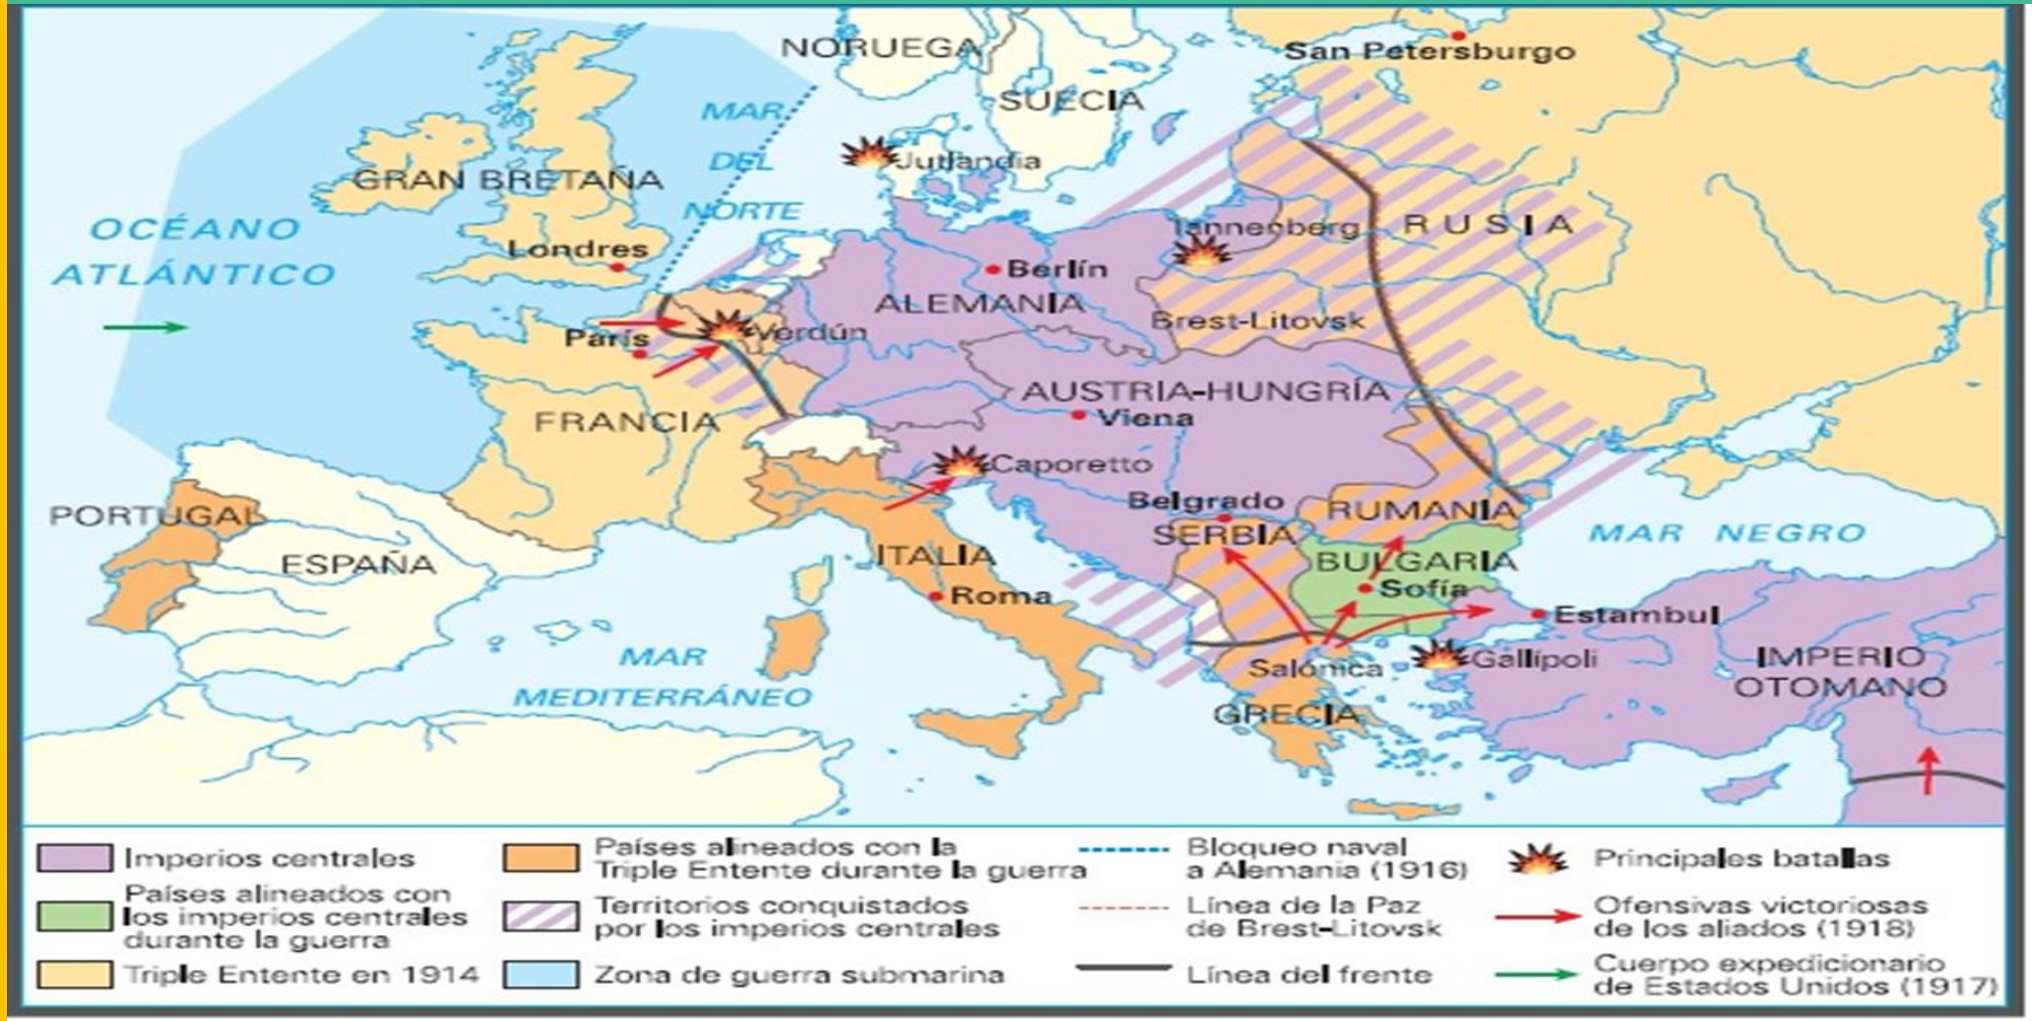 NORUEGA
San Petersburgo
SUECIA
MAR
DEL
NORTE
Jutlandia
GRAN BRETAÑA
OCÉANO
ATLÁNTICO
Londres
Tannenberg
RUSIA
Berlín
ALEMANIA
Brest-Litovsk
París
Verdún
AUSTRIA-HUNGRÍA
Viena
FRANCIA
Caporetto
Belgrado
RUMANÍA
PORTUGAL
SERBIA
MAR NEGRO
ITALIA
BULGARIA
ESPAÑA
Sofía
Roma
Estambul
MAR
MEDITERRÁNEO
Salónica
Gallípoli
IMPERIO
OTOMANO
GRECIA
Imperios centrales
Países alineados con
los imperios centrales
durante la guerra
Triple Entente en 1914
Países alineados con la
Triple Entente durante la guerra
Territorios conquistados
por los imperios centrales
Zona de guerra submarina
Bloqueo naval
a Alemania (1916)
Línea de la Paz
de Brest-Litovsk
Línea del frente
Principales batallas
Ofensivas victoriosas
de los aliados (1918)
Cuerpo expedicionario
de Estados Unidos (1917)